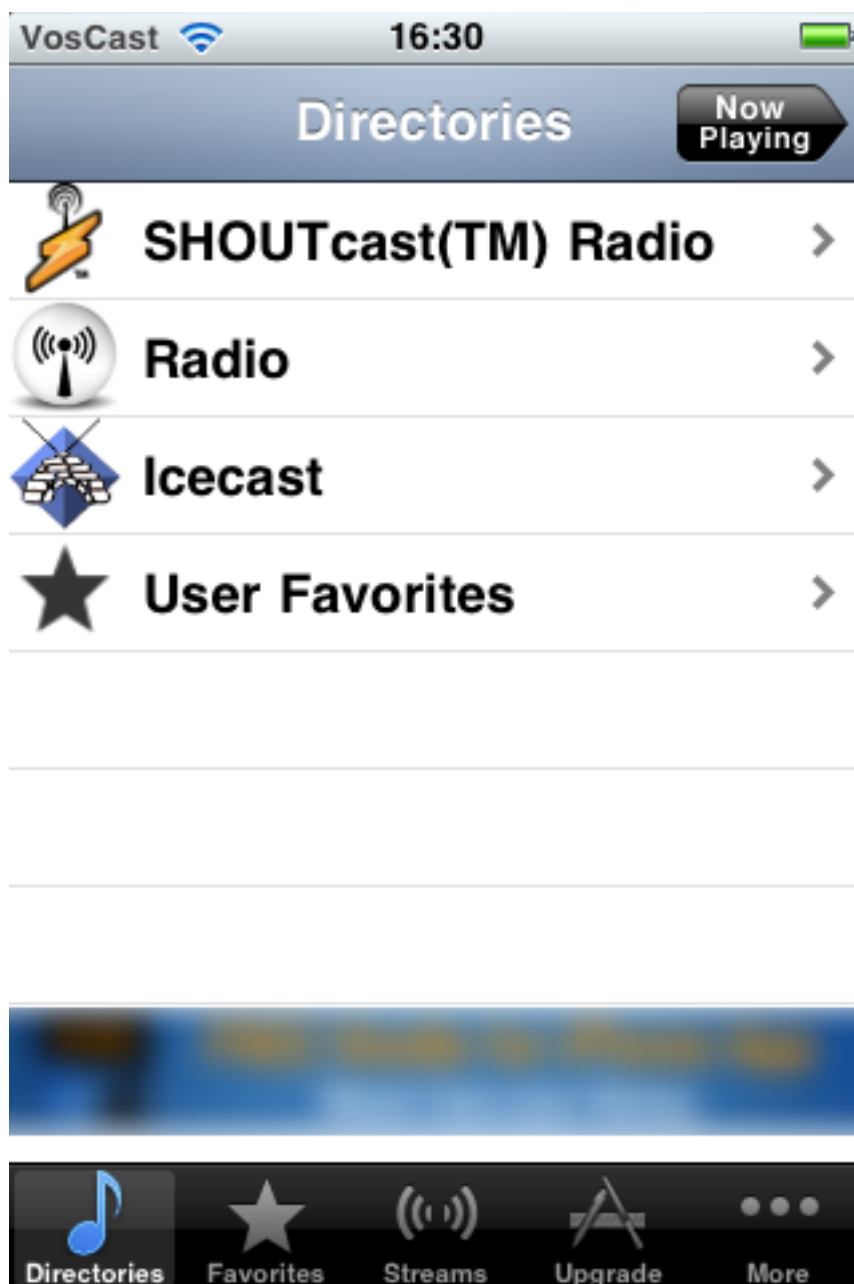 VosCast 16:30
Directories
Now
Playing
SHOUTcast(TM) Radio
Radio
Icecast
User Favorites
Directories Favorites Streams Upgrade More